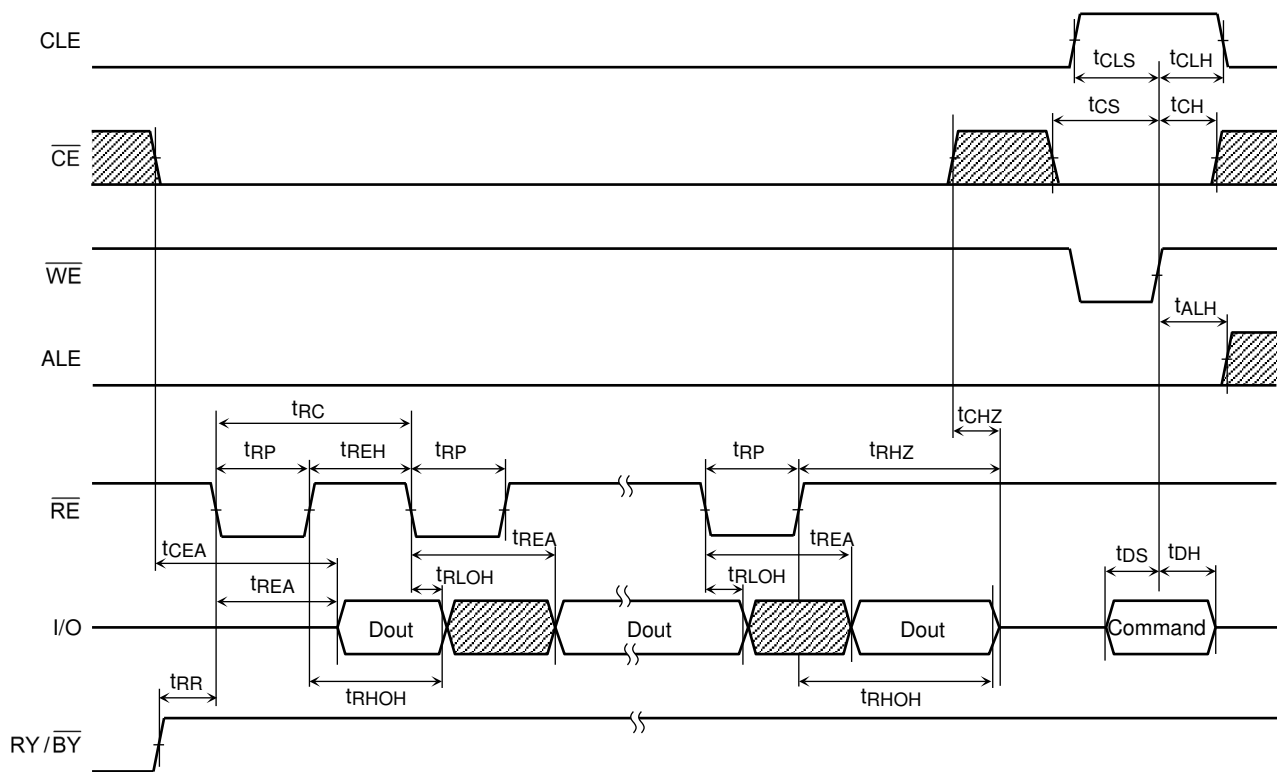 CLE
tCLS tCLH
tCS tCH
CE
WE
tALH
ALE
tRC
tCHZ
tRP tREH tRP tRP tRHZ
RE
tCEA tREA tREA
tDS tDH
tREA tRLOH tRLOH
I/O Dout Dout Dout Command
tRR tRHOH tRHOH
RY/BY